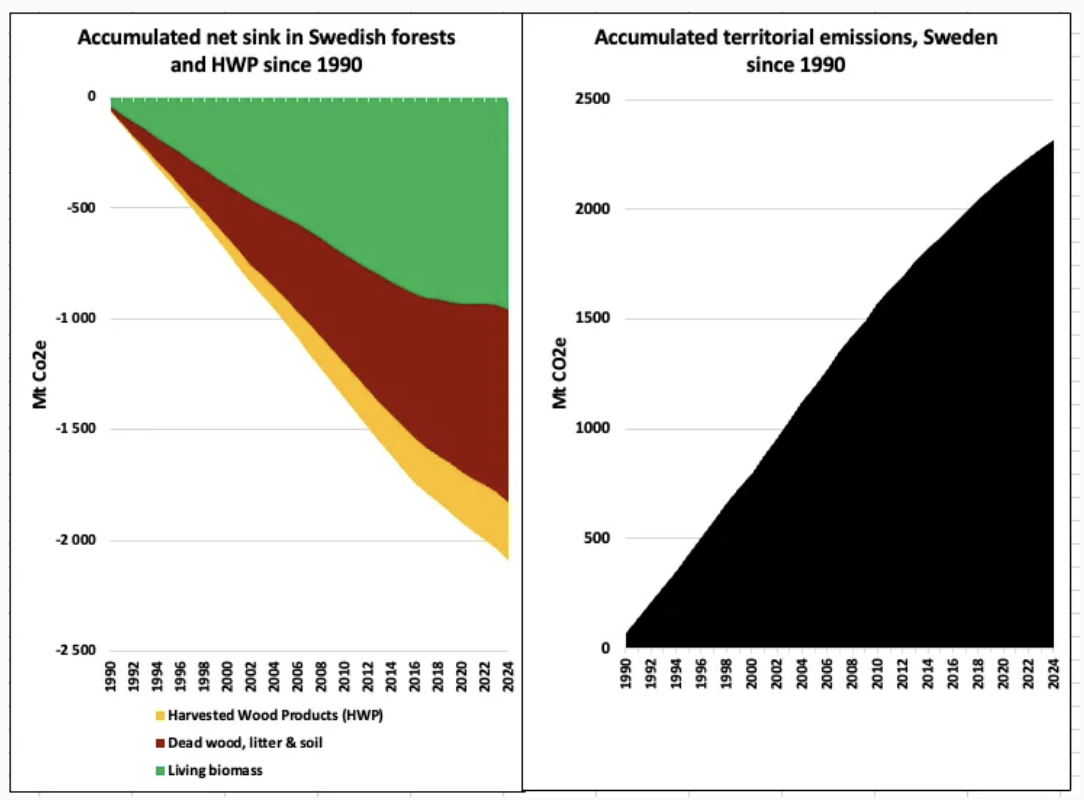 Accumulated net sink in Swedish forests
and HWP since 1990
0
-500
-1 000
-1 500
-2 000
-2 500
Mt Co2e
1990 1992 1994 1996 1998 2000 2002 2004 2006 2008 2010 2012 2014 2016 2018 2020 2022 2024
Harvested Wood Products (HWP)
Dead wood, litter & soil
Living biomass
Accumulated territorial emissions, Sweden
since 1990
2500
2000
1500
1000
500
0
Mt CO2e
1990 1992 1994 1996 1998 2000 2002 2004 2006 2008 2010 2012 2014 2016 2018 2020 2022 2024